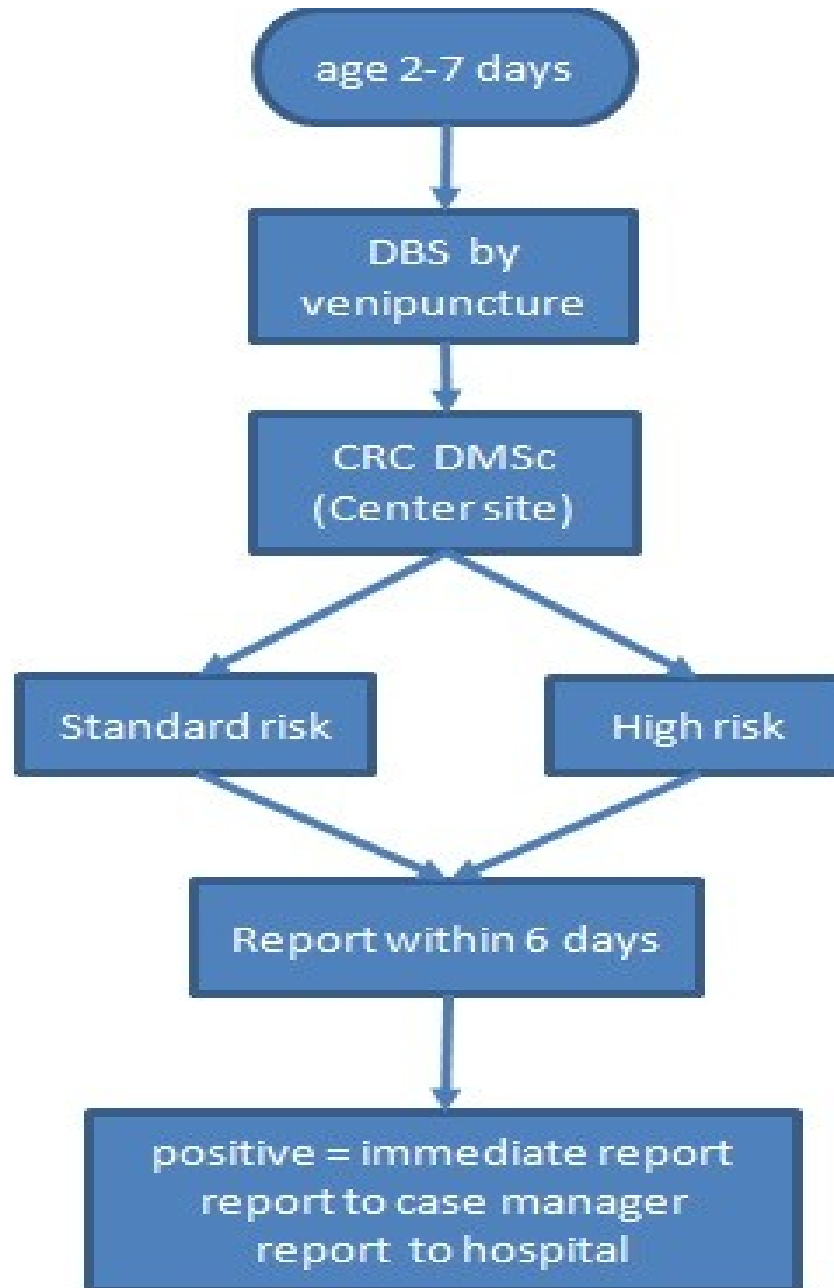 age 2-7 days
DBS by
venipuncture
CRC DMSc
(Center site)
Standard risk
High risk
Report within 6 days
positive = immediate report
report to case manager
report to hospital